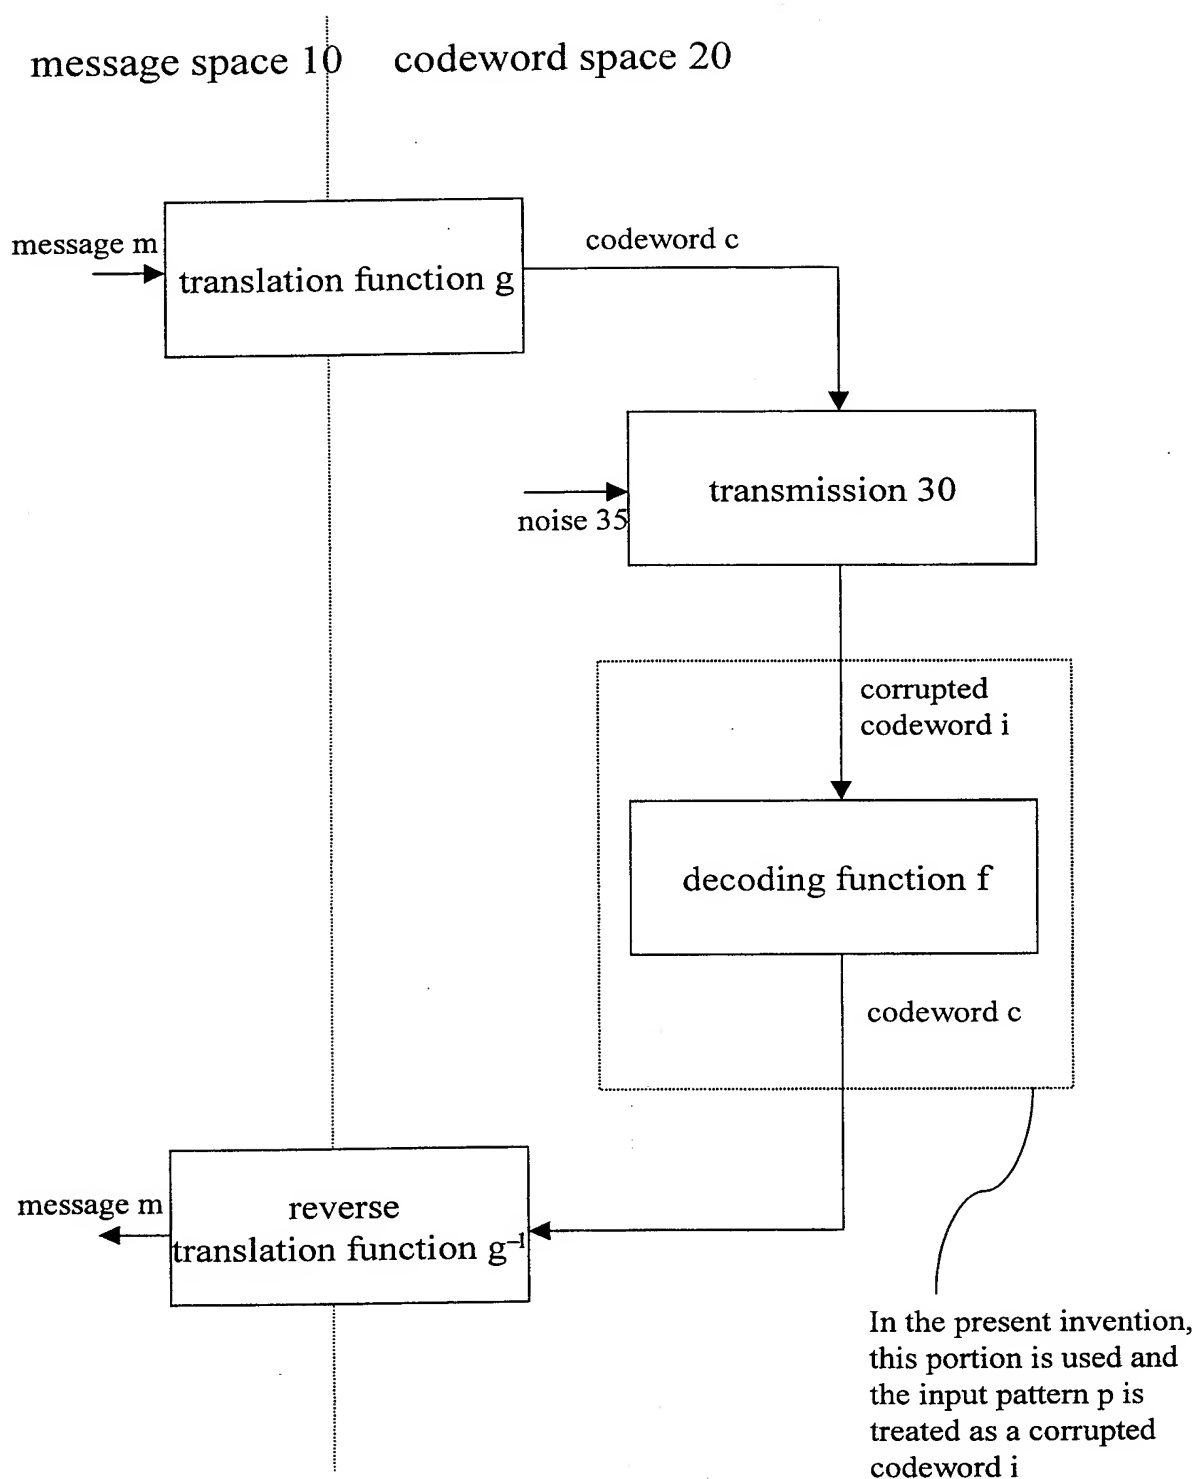 message space 10 codeword space 20
message m
codeword c
translation function g
transmission 30
noise 35
corrupted
codeword i
decoding function f
codeword c
message m
reverse
translation function g⁻¹
In the present invention,
this portion is used and
the input pattern p is
treated as a corrupted
codeword i